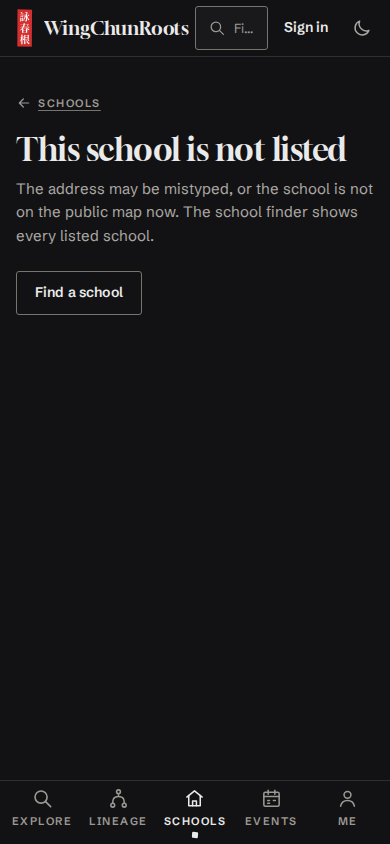 詠春根
WingChunRoots
Fi...
Sign in
SCHOOLS
This school is not listed
The address may be mistyped, or the school is not
on the public map now. The school finder shows
every listed school.
Find a school
EXPLORE
LINEAGE
SCHOOLS
EVENTS
ME